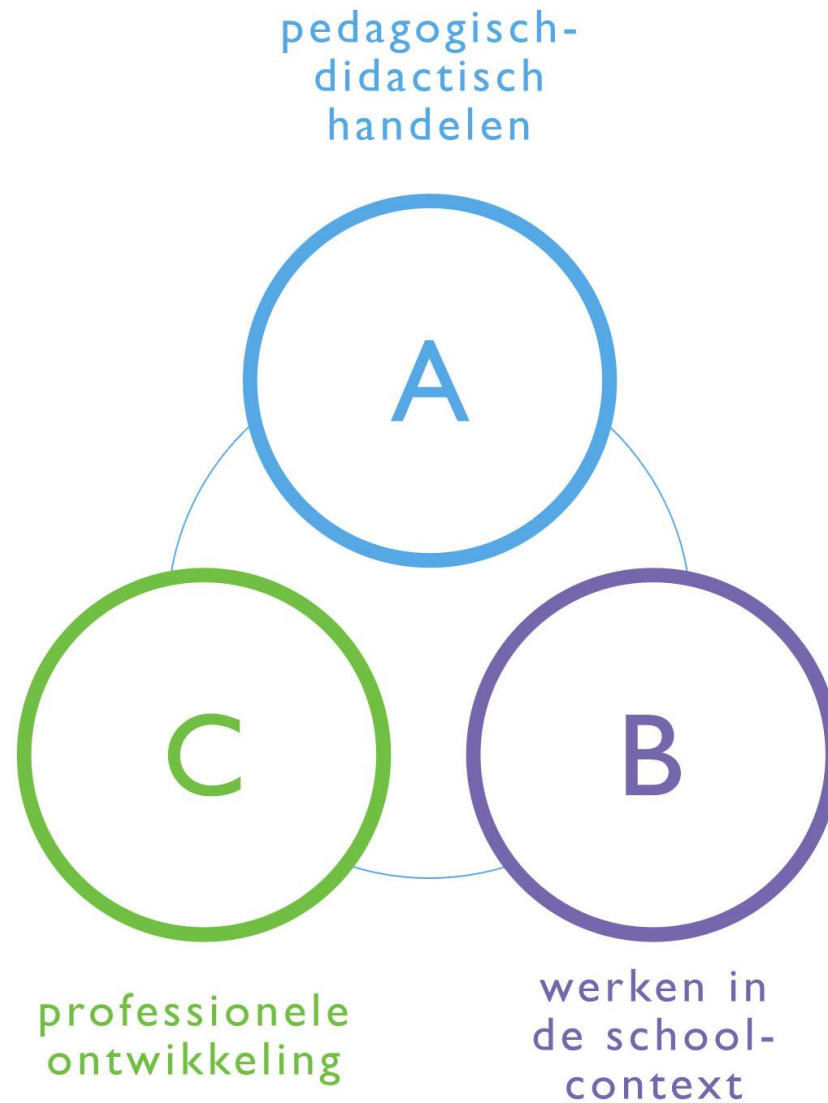 pedagogisch-
didactisch
handelen
A
C
B
professionele
ontwikkeling
werken in
de school-
context